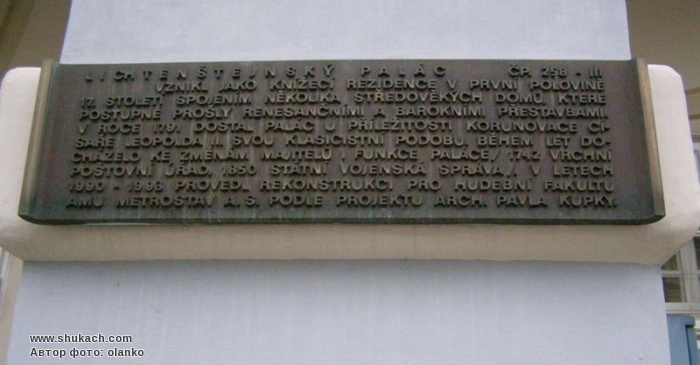 LICHTENŠTEJNSKÝ PALÁC ČP. 258 - III
VZNIKL JAKO KNÍŽECÍ REZIDENCE V PRVNÍ POLOVINĚ
17. STOLETÍ SPOJENÍM NĚKOLIKA STŘEDOVĚKÝCH DOMŮ, KTERÉ
POSTUPNĚ PROŠLY RENESANČNÍMI A BAROKNÍMI PŘESTAVBAMI.
V ROCE 1791 DOSTAL PALÁC U PŘÍLEŽITOSTI KORUNOVACE CÍ-
SAŘE LEOPOLDA II. SVOU KLASICISTNÍ PODOBU. BĚHEM LET DO-
CHÁZELO KE ZMĚNÁM MAJITELŮ I FUNKCE PALÁCE / 1742 VRCHNÍ
POŠTOVNÍ ÚŘAD, 1850 STÁTNÍ VOJENSKÁ SPRÁVA /. V LETECH
1990 - 1993 PROVEDL REKONSTRUKCI PRO HUDEBNÍ FAKULTU
AMU METROSTAV A. S. PODLE PROJEKTU ARCH. PAVLA KUPKY.
www.shukach.com
Автор фото: olanko